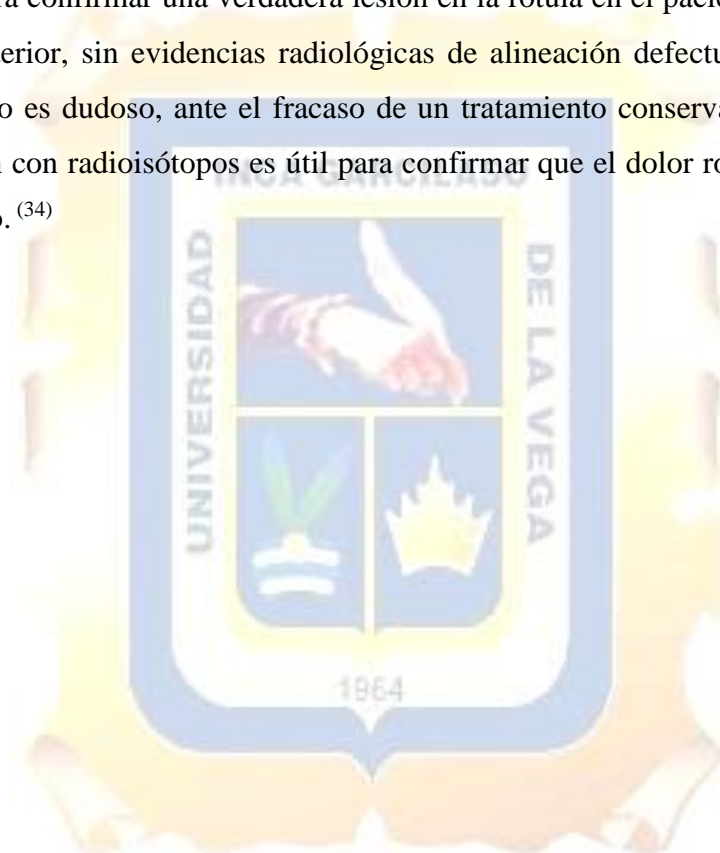 ra confirmar una verdadera lesión en la rótula en el pacie
erior, sin evidencias radiológicas de alineación defectu
o es dudoso, ante el fracaso de un tratamiento conserva
n con radioisótopos es útil para confirmar que el dolor ro
o. (34)
INCA GARCILASO
UNIVERSIDAD
DE LA VEGA
1964